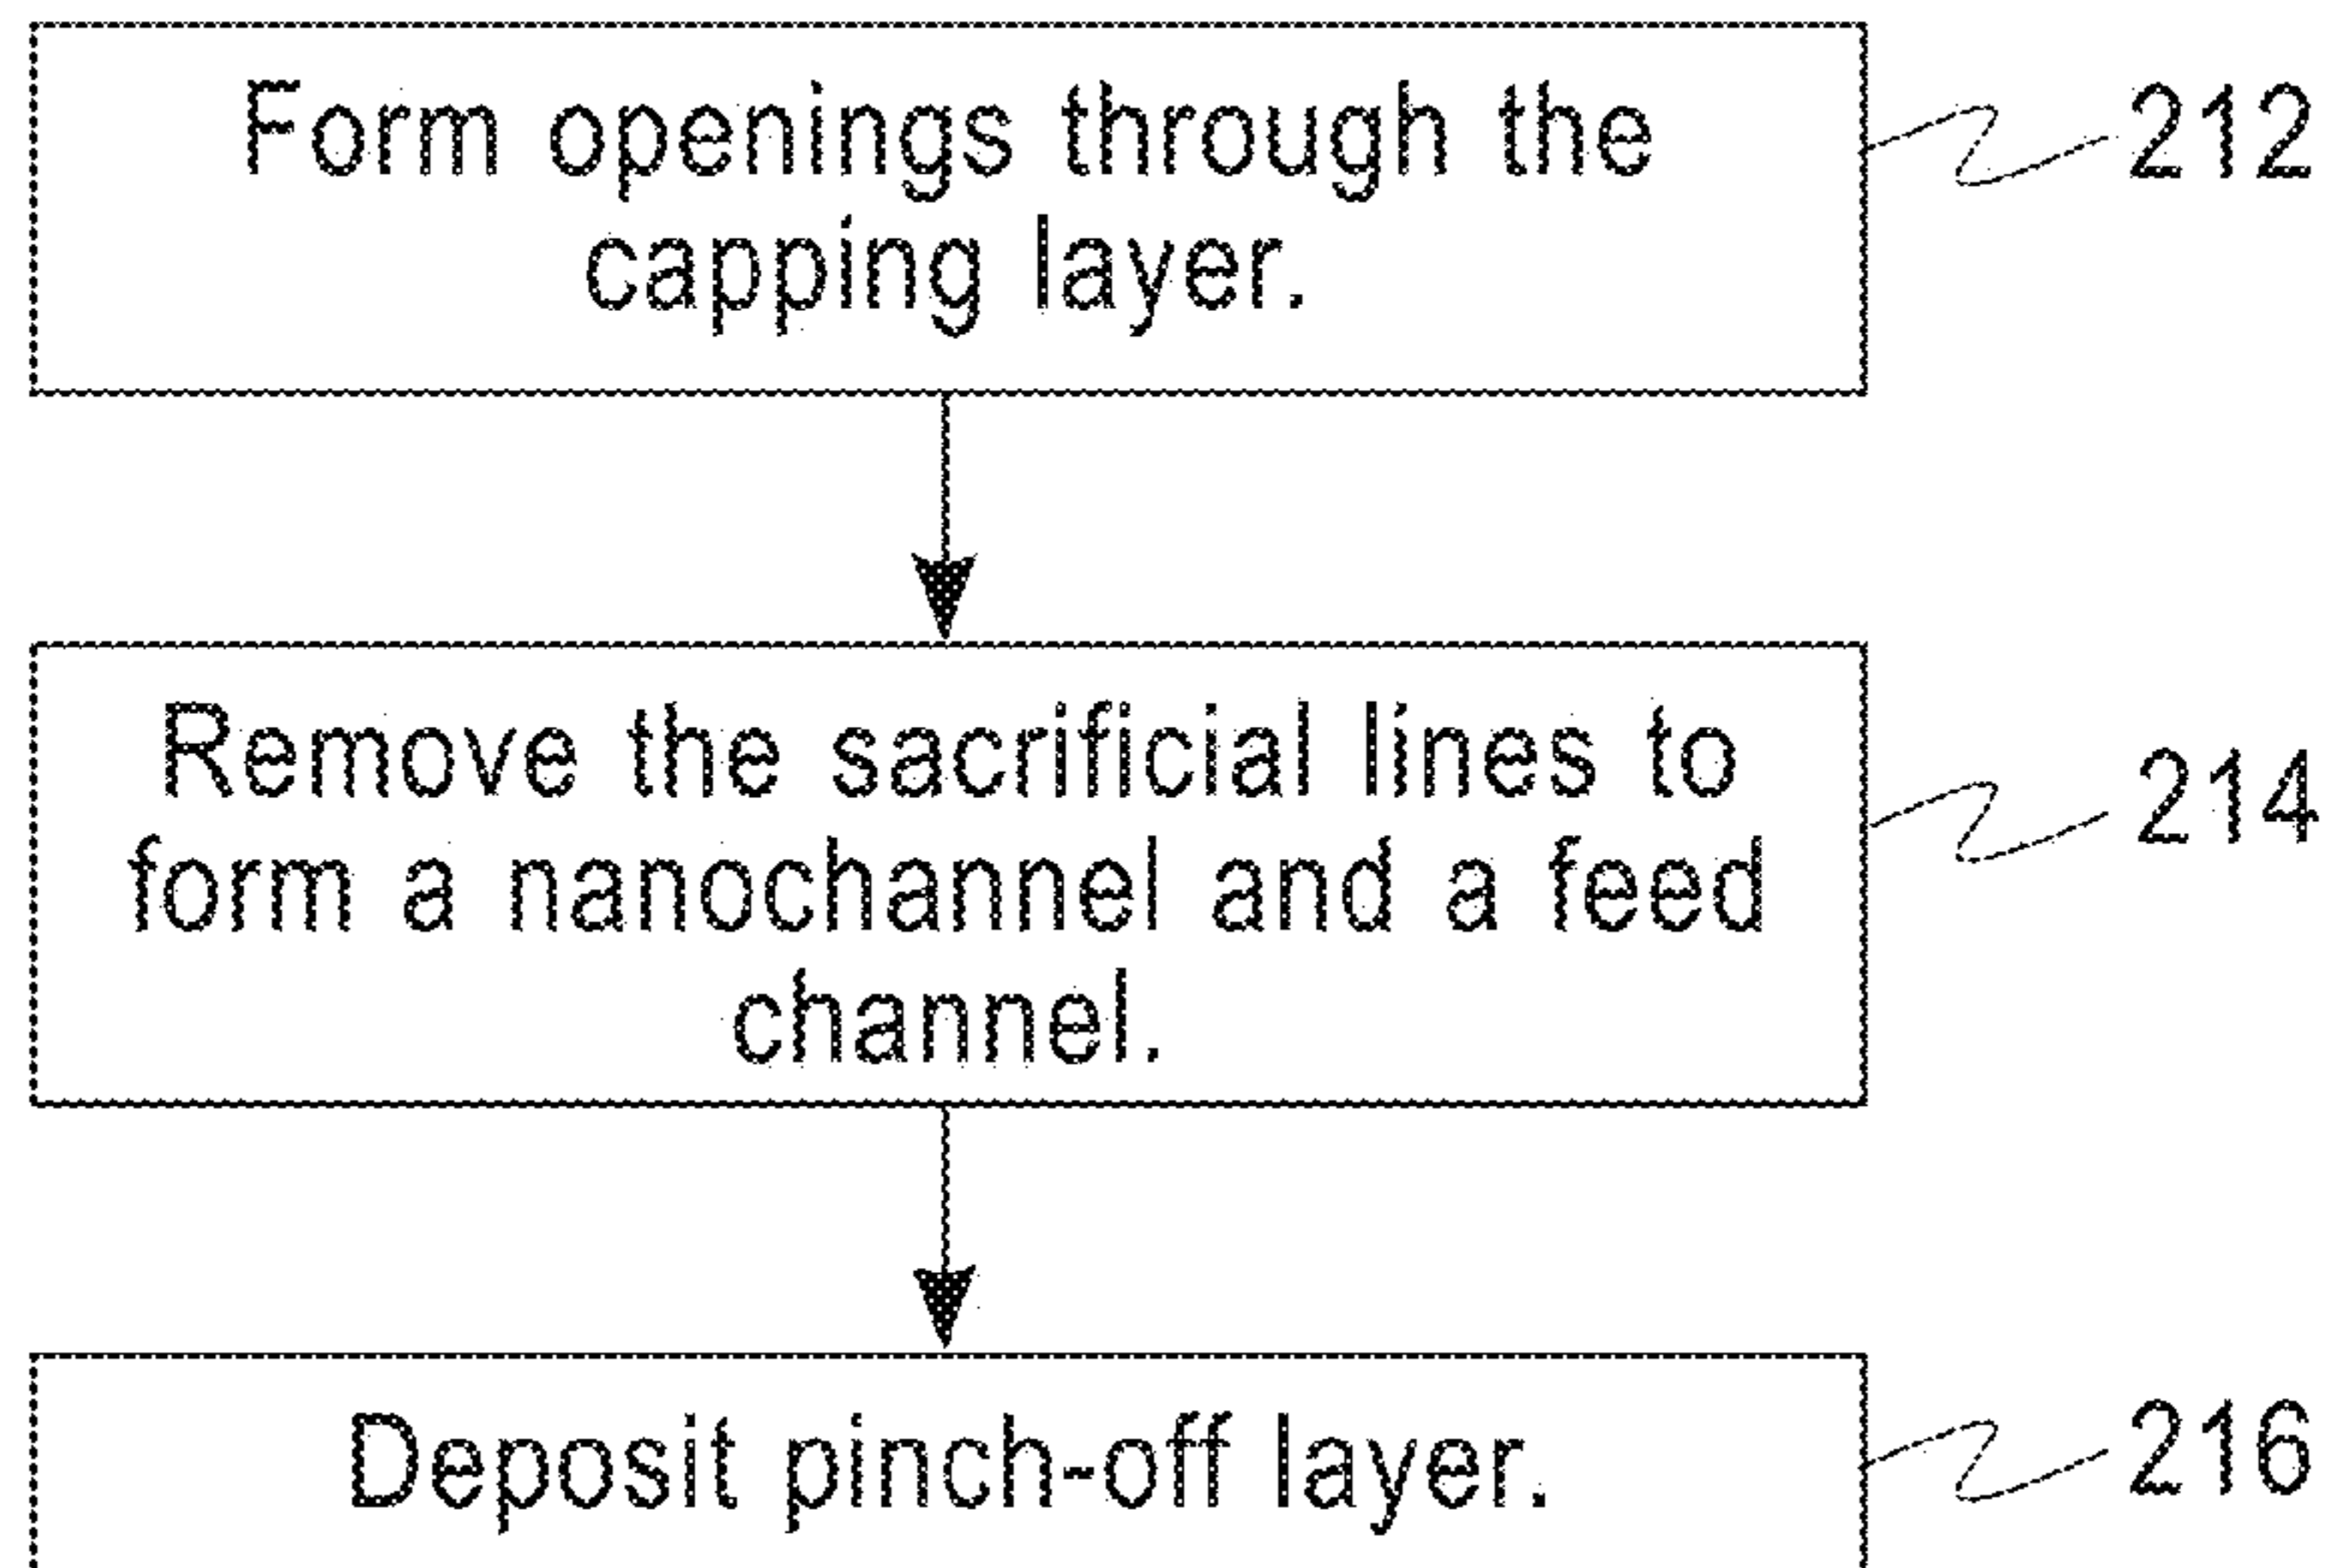 Form openings through the
capping layer.
212
Remove the sacrificial lines to
form a nanochannel and a feed
channel.
214
Deposit pinch-off layer.
216